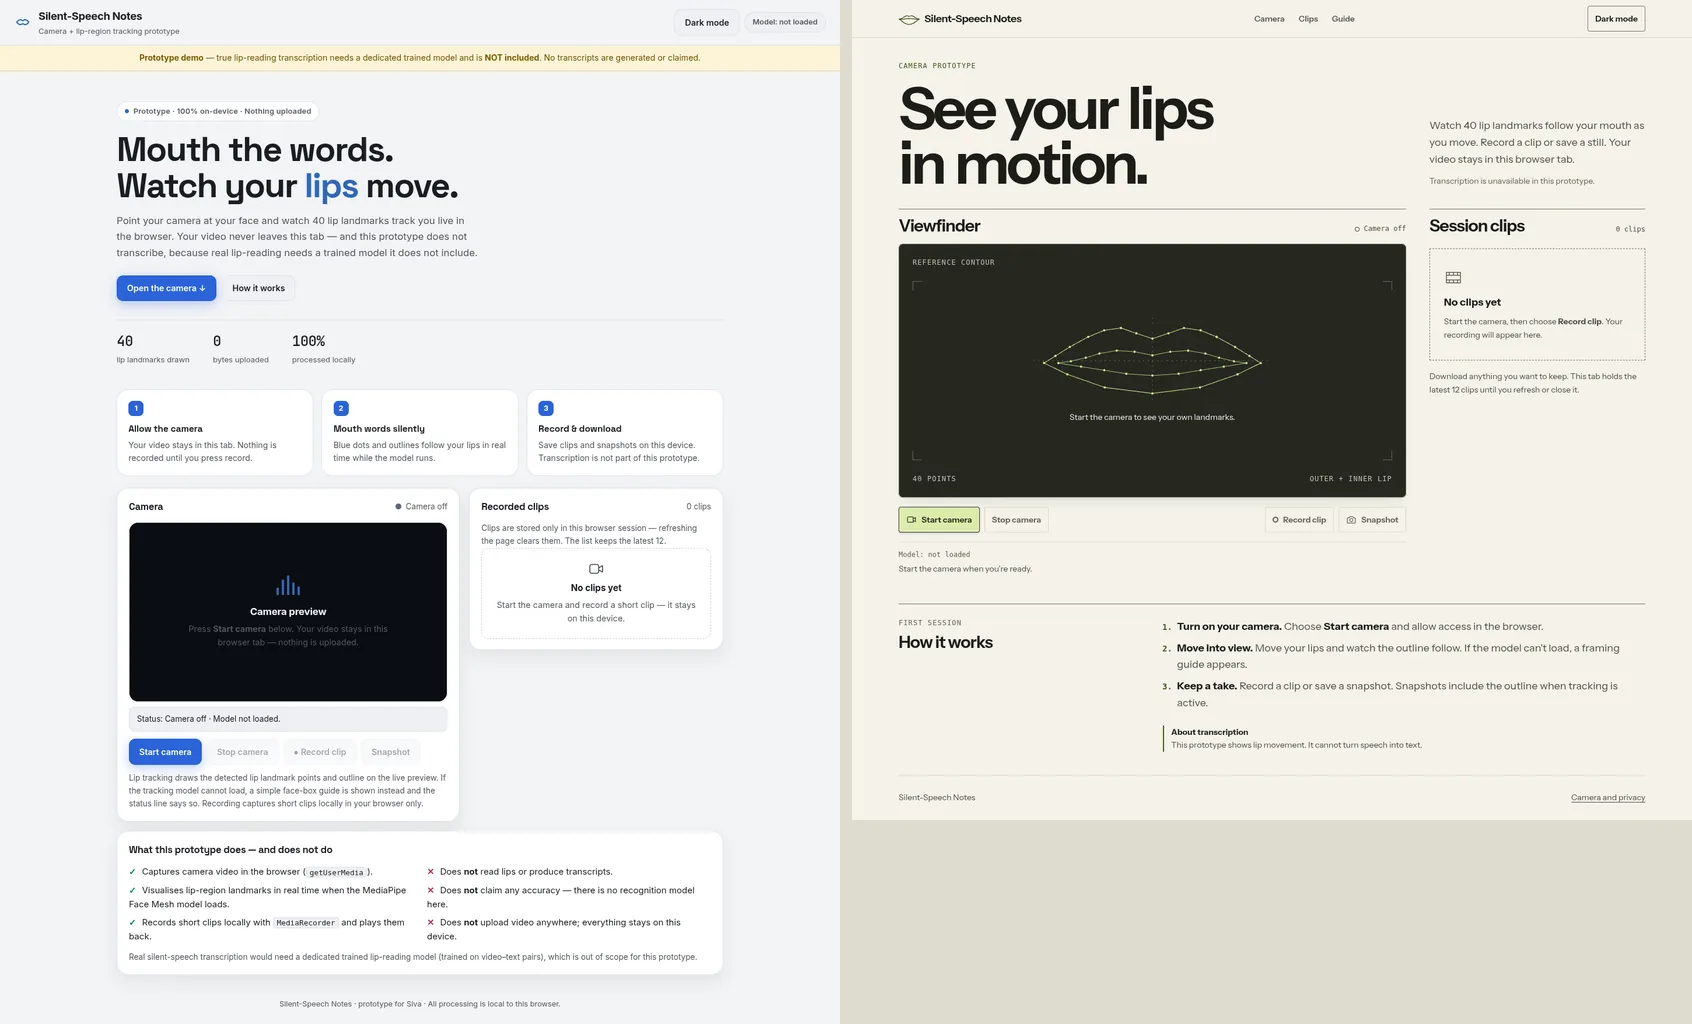 Silent-Speech Notes
Camera + lip-region tracking prototype
Dark mode
Model: not loaded
Prototype demo — true lip-reading transcription needs a dedicated trained model and is NOT included. No transcripts are generated or claimed.
Prototype · 100% on-device · Nothing uploaded
Mouth the words.
Watch your lips move.
Point your camera at your face and watch 40 lip landmarks track you live in
the browser. Your video never leaves this tab — and this prototype does not
transcribe, because real lip-reading needs a trained model it does not include.
Open the camera ↓
How it works
40
lip landmarks drawn
0
bytes uploaded
100%
processed locally
1
Allow the camera
Your video stays in this tab. Nothing is
recorded until you press record.
2
Mouth words silently
Blue dots and outlines follow your lips in real
time while the model runs.
3
Record & download
Save clips and snapshots on this device.
Transcription is not part of this prototype.
Camera
Camera off
Camera preview
Press Start camera below. Your video stays in this
browser tab — nothing is uploaded.
Status: Camera off · Model not loaded.
Start camera
Stop camera
● Record clip
Snapshot
Lip tracking draws the detected lip landmark points and outline on the live preview. If
the tracking model cannot load, a simple face-box guide is shown instead and the
status line says so. Recording captures short clips locally in your browser only.
Recorded clips
0 clips
Clips are stored only in this browser session — refreshing
the page clears them. The list keeps the latest 12.
No clips yet
Start the camera and record a short clip — it stays
on this device.
What this prototype does — and does not do
✓ Captures camera video in the browser ( getUserMedia ).
✓ Visualises lip-region landmarks in real time when the MediaPipe
Face Mesh model loads.
✓ Records short clips locally with MediaRecorder and plays them
back.
✕ Does not read lips or produce transcripts.
✕ Does not claim any accuracy — there is no recognition model
here.
✕ Does not upload video anywhere; everything stays on this
device.
Real silent-speech transcription would need a dedicated trained lip-reading model (trained on video–text pairs), which is out of scope for this prototype.
Silent-Speech Notes · prototype for Siva · All processing is local to this browser.
Silent-Speech Notes
Camera
Clips
Guide
Dark mode
CAMERA PROTOTYPE
See your lips
in motion.
Watch 40 lip landmarks follow your mouth as
you move. Record a clip or save a still. Your
video stays in this browser tab.
Transcription is unavailable in this prototype.
Viewfinder
Camera off
REFERENCE CONTOUR
Start the camera to see your own landmarks.
40 POINTS
OUTER + INNER LIP
Start camera
Stop camera
Record clip
Snapshot
Model: not loaded
Start the camera when you're ready.
Session clips
0 clips
No clips yet
Start the camera, then choose Record clip. Your
recording will appear here.
Download anything you want to keep. This tab holds the
latest 12 clips until you refresh or close it.
FIRST SESSION
How it works
1. Turn on your camera. Choose Start camera and allow access in the browser.
2. Move into view. Move your lips and watch the outline follow. If the model can't load, a framing
guide appears.
3. Keep a take. Record a clip or save a snapshot. Snapshots include the outline when tracking is
active.
About transcription
This prototype shows lip movement. It cannot turn speech into text.
Silent-Speech Notes
Camera and privacy